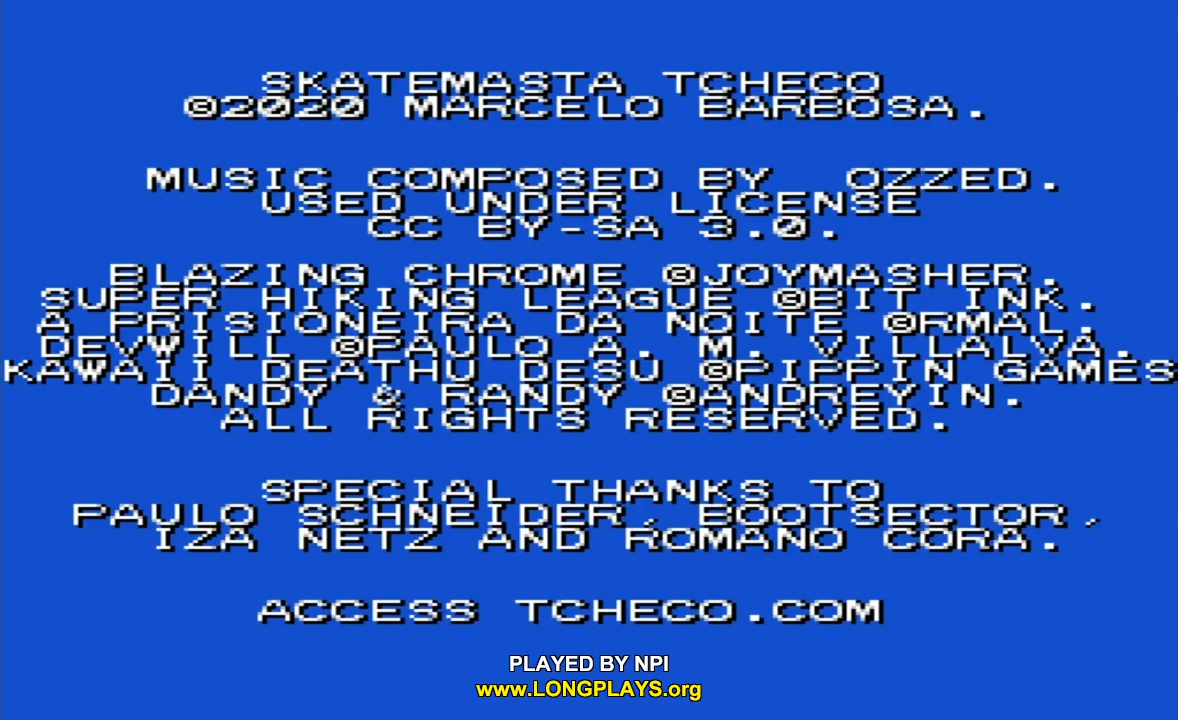 SKATEMASTA TCHECO
©2020 MARCELO BARBOSA.
MUSIC COMPOSED BY OZZED.
USED UNDER LICENSE
CC BY-SA 3.0.
BLAZING CHROME ©JOYMASHER.
SUPER HIKING LEAGUE ©BIT INK.
A PRISIONEIRA DA NOITE ©RMAL.
DEXWILL ©PAULO A. M. VILLALVA.
KAWAII DEATHU DESU ©PIPPIN GAMES
DANDY & RANDY ©ANDREYIN.
ALL RIGHTS RESERVED.
SPECIAL THANKS TO
PAULO SCHNEIDER, BOOTSECTOR,
IZA NETZ AND ROMANO CORA.
ACCESS TCHECO.COM
PLAYED BY NPI
www.LONGPLAYS.org